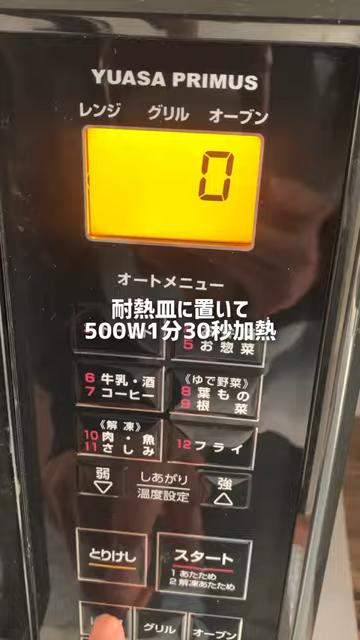 YUASA PRIMUS
レンジ グリル オーブン
0
オートメニュー
耐熱皿に置いて
500W1分30秒加熱
5 お惣菜
6 牛乳・酒
7 コーヒー
《ゆで野菜》
8 葉もの
9 根菜
《解凍》
10 肉・魚
11 さしみ
12 フライ
弱
しあがり
温度設定
強
とりけし
スタート
1 あたため
2 解凍あたため
グリル
オーブン